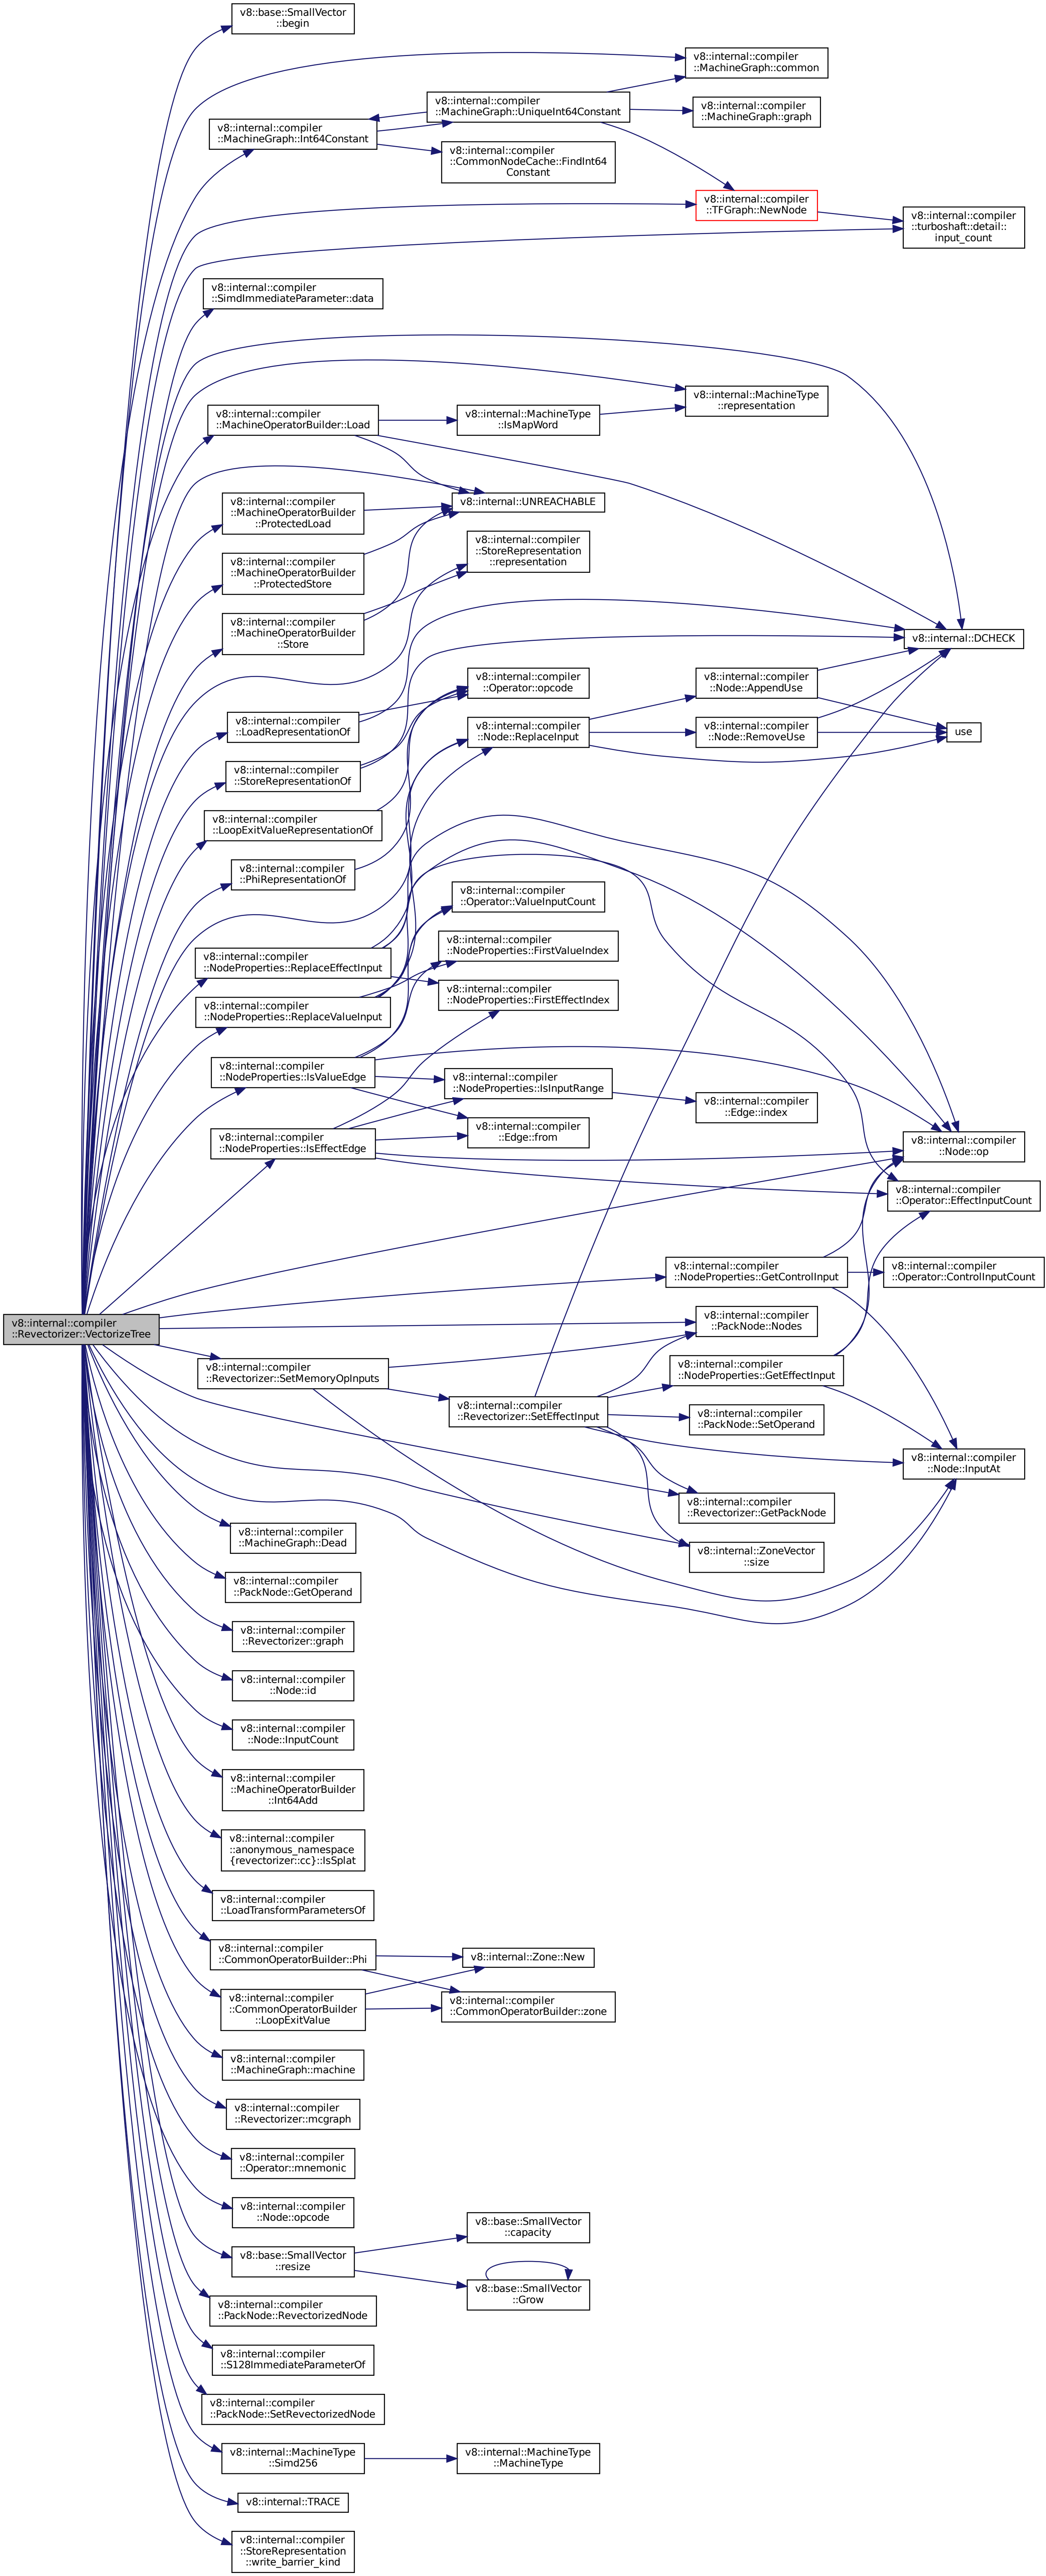 v8::base::SmallVector
::begin
v8::internal::compiler
::MachineGraph::common
v8::internal::compiler
::MachineGraph::UniqueInt64Constant
v8::internal::compiler
::MachineGraph::graph
v8::internal::compiler
::MachineGraph::Int64Constant
v8::internal::compiler
::CommonNodeCache::FindInt64
Constant
v8::internal::compiler
::TFGraph::NewNode
v8::internal::compiler
::turboshaft::detail::
input_count
v8::internal::compiler
::SimdImmediateParameter::data
v8::internal::MachineType
::representation
v8::internal::compiler
::MachineOperatorBuilder::Load
v8::internal::MachineType
::IsMapWord
v8::internal::UNREACHABLE
v8::internal::compiler
::MachineOperatorBuilder
::ProtectedLoad
v8::internal::compiler
::StoreRepresentation
::representation
v8::internal::compiler
::MachineOperatorBuilder
::ProtectedStore
v8::internal::compiler
::MachineOperatorBuilder
::Store
v8::internal::DCHECK
v8::internal::compiler
::Operator::opcode
v8::internal::compiler
::Node::AppendUse
v8::internal::compiler
::LoadRepresentationOf
v8::internal::compiler
::Node::ReplaceInput
v8::internal::compiler
::Node::RemoveUse
use
v8::internal::compiler
::StoreRepresentationOf
v8::internal::compiler
::LoopExitValueRepresentationOf
v8::internal::compiler
::PhiRepresentationOf
v8::internal::compiler
::Operator::ValueInputCount
v8::internal::compiler
::NodeProperties::FirstValueIndex
v8::internal::compiler
::NodeProperties::ReplaceEffectInput
v8::internal::compiler
::NodeProperties::FirstEffectIndex
v8::internal::compiler
::NodeProperties::ReplaceValueInput
v8::internal::compiler
::NodeProperties::IsValueEdge
v8::internal::compiler
::NodeProperties::IsInputRange
v8::internal::compiler
::Edge::index
v8::internal::compiler
::Edge::from
v8::internal::compiler
::NodeProperties::IsEffectEdge
v8::internal::compiler
::Node::op
v8::internal::compiler
::Operator::EffectInputCount
v8::internal::compiler
::NodeProperties::GetControlInput
v8::internal::compiler
::Operator::ControlInputCount
v8::internal::compiler
::Revectorizer::VectorizeTree
v8::internal::compiler
::PackNode::Nodes
v8::internal::compiler
::Revectorizer::SetMemoryOpInputs
v8::internal::compiler
::NodeProperties::GetEffectInput
v8::internal::compiler
::Revectorizer::SetEffectInput
v8::internal::compiler
::PackNode::SetOperand
v8::internal::compiler
::Node::InputAt
v8::internal::compiler
::Revectorizer::GetPackNode
v8::internal::compiler
::MachineGraph::Dead
v8::internal::ZoneVector
::size
v8::internal::compiler
::PackNode::GetOperand
v8::internal::compiler
::Revectorizer::graph
v8::internal::compiler
::Node::id
v8::internal::compiler
::Node::InputCount
v8::internal::compiler
::MachineOperatorBuilder
::Int64Add
v8::internal::compiler
::anonymous_namespace
{revectorizer::cc}::IsSplat
v8::internal::compiler
::LoadTransformParametersOf
v8::internal::compiler
::CommonOperatorBuilder::Phi
v8::internal::Zone::New
v8::internal::compiler
::CommonOperatorBuilder
::LoopExitValue
v8::internal::compiler
::CommonOperatorBuilder::zone
v8::internal::compiler
::MachineGraph::machine
v8::internal::compiler
::Revectorizer::mcgraph
v8::internal::compiler
::Operator::mnemonic
v8::internal::compiler
::Node::opcode
v8::base::SmallVector
::capacity
v8::base::SmallVector
::resize
v8::base::SmallVector
::Grow
v8::internal::compiler
::PackNode::RevectorizedNode
v8::internal::compiler
::S128ImmediateParameterOf
v8::internal::compiler
::PackNode::SetRevectorizedNode
v8::internal::MachineType
::Simd256
v8::internal::MachineType
::MachineType
v8::internal::TRACE
v8::internal::compiler
::StoreRepresentation
::write_barrier_kind